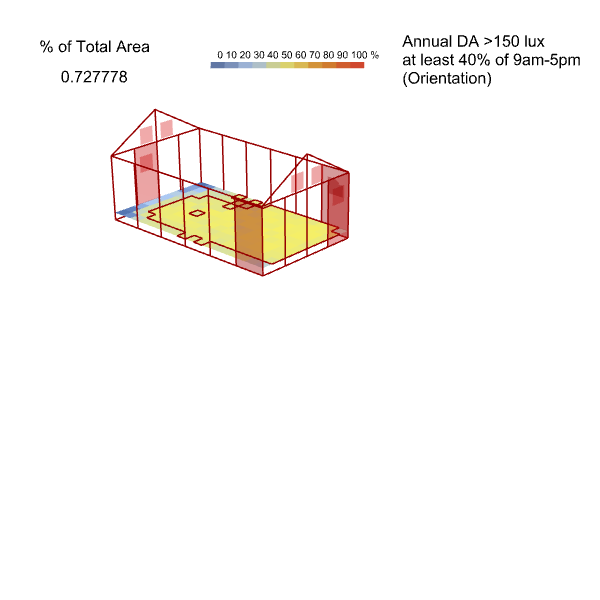 % of Total Area
0.727778
0 10 20 30 40 50 60 70 80 90 100 %
Annual DA >150 lux
at least 40% of 9am-5pm
(Orientation)